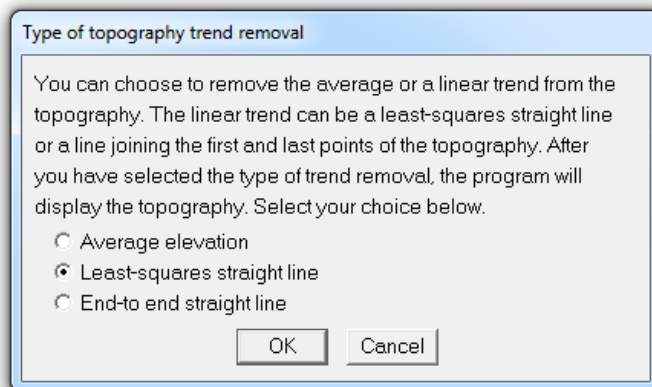 Type of topography trend removal
You can choose to remove the average or a linear trend from the
topography. The linear trend can be a least-squares straight line
or a line joining the first and last points of the topography. After
you have selected the type of trend removal, the program will
display the topography. Select your choice below.
Average elevation
Least-squares straight line
End-to end straight line
OK Cancel